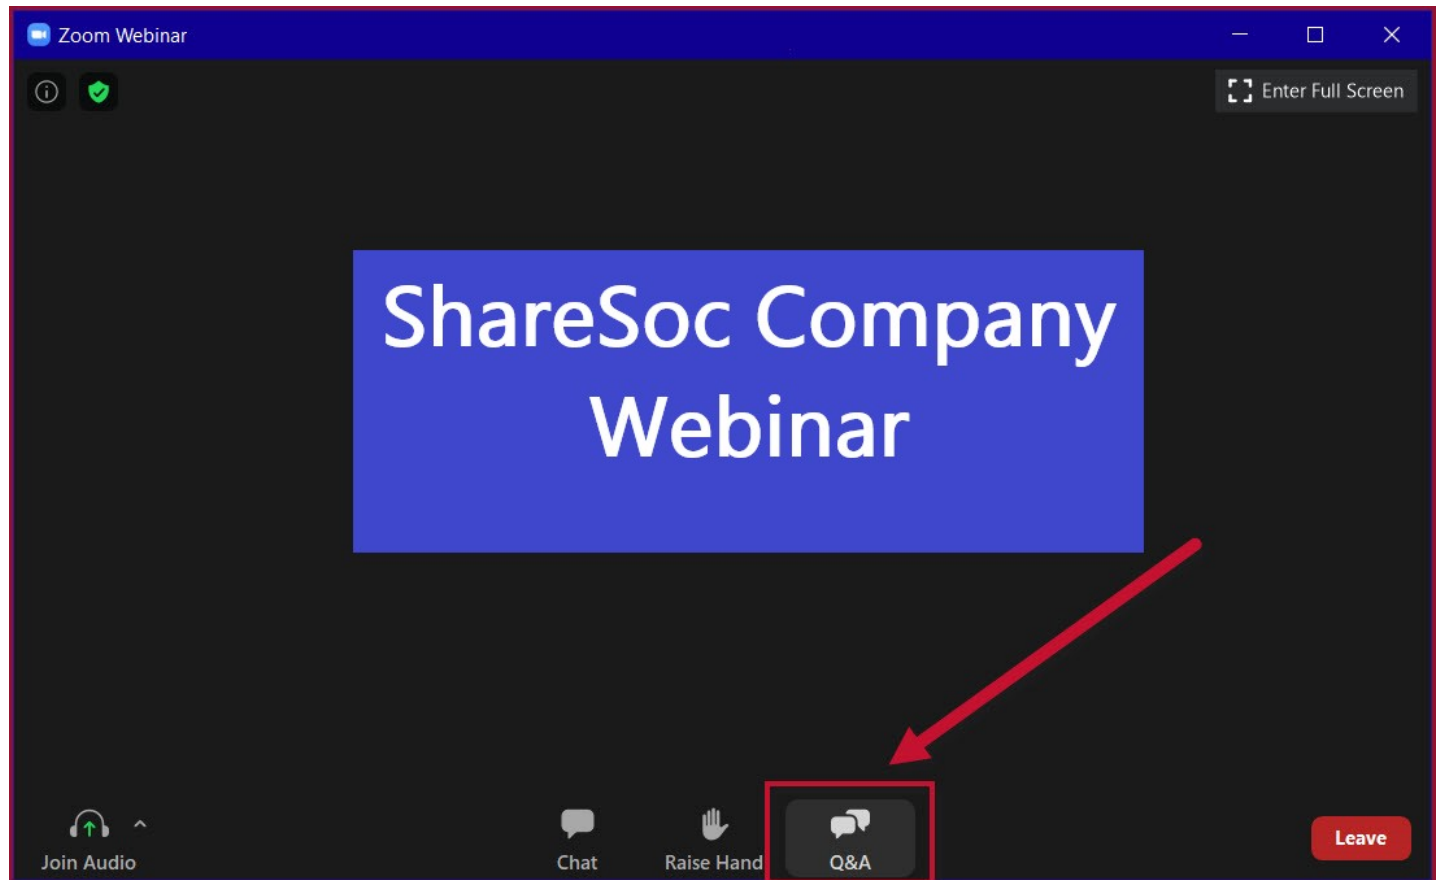 Zoom Webinar
Enter Full Screen
ShareSoc Company
Webinar
Join Audio
Chat
Raise Hand
Q&A
Leave